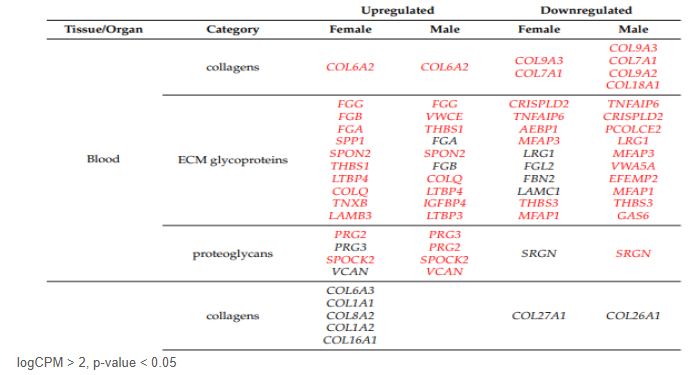 Upregulated Downregulated
Tissue/Organ Category Female Male Female Male
COL9A3
COL9A3 COL7A1
collagens COL6A2 COL6A2 COL7A1 COL9A2
COL18A1
FGG FGG CRISPLD2 TNFAIP6
FGB VWCE TNFAIP6 CRISPLD2
FGA THBS1 AEBP1 PCOLCE2
SPP1 FGA MFAP3 LRG1
Blood ECM glycoproteins SPON2 SPON2 LRG1 MFAP3
THBS1 FGB FGL2 VWA5A
LTBP4 COLQ FBN2 EFEMP2
COLQ LTBP4 LAMC1 MFAP1
TNXB IGFBP4 THBS3 THBS3
LAMB3 LTBP3 MFAP1 GAS6
PRG2 PRG3
proteoglycans PRG3 PRG2 SRGN SRGN
SPOCK2 SPOCK2
VCAN VCAN
COL6A3
COL1A1
collagens COL8A2 COL27A1 COL26A1
COL1A2
COL16A1
logCPM > 2, p-value < 0.05